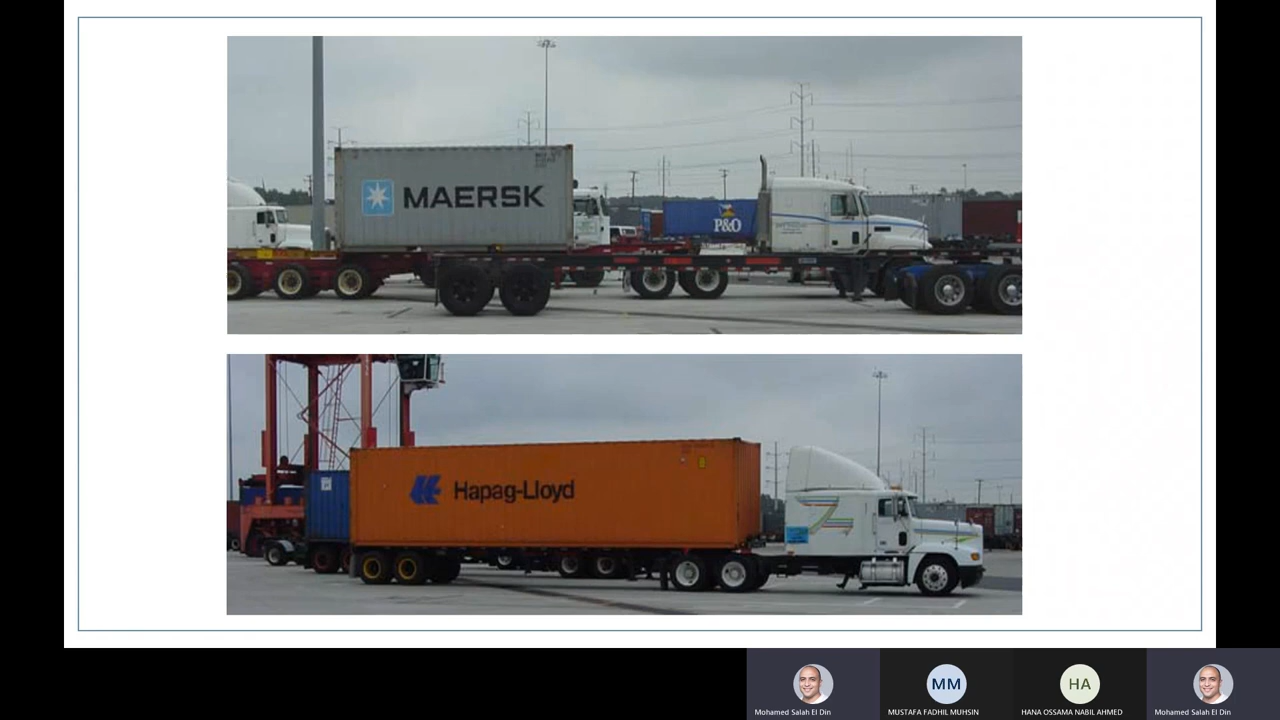 MAERSK
P&O
Hapag-Lloyd
MM
HA
Mohamed Salah El Din
MUSTAFA FADHIL MUHSIN
HANA OSSAMA NABIL AHMED
Mohamed Salah El Din